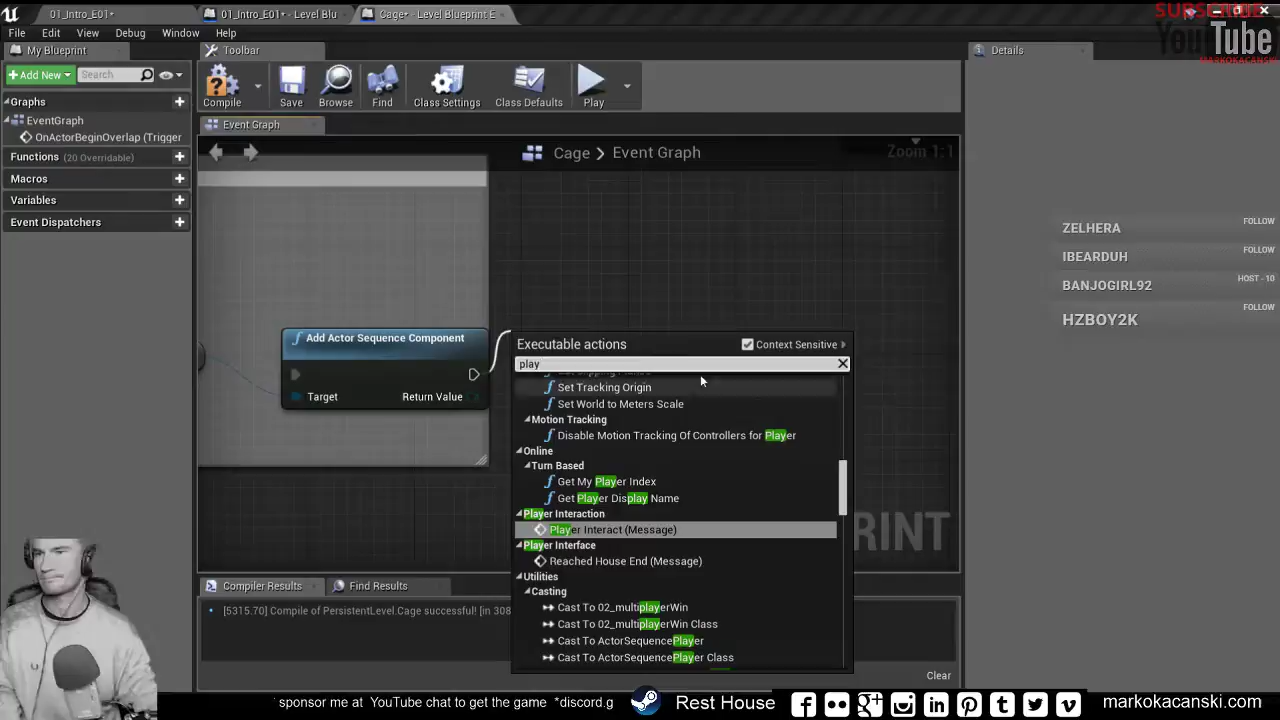 01_Intro_E01*
01_Intro_E01* - Level Blu
Cage* - Level Blueprint E
SUBSCRIBE
YouTube
MARKOKACANSKI
File Edit View Debug Window Help
My Blueprint
Toolbar
Details
Add New
Search
Compile Save Browse Find Class Settings Class Defaults Play
Graphs
EventGraph
OnActorBeginOverlap (Trigger
Functions (20 Overridable)
Macros
Variables
Event Dispatchers
Event Graph
Cage > Event Graph
Zoom 1:1
Add Actor Sequence Component
Target
Return Value
Executable actions
Context Sensitive
play
Set Tracking Origin
Set World to Meters Scale
Motion Tracking
Disable Motion Tracking Of Controllers for Player
Online
Turn Based
Get My Player Index
Get Player Display Name
Player Interaction
Player Interact (Message)
Player Interface
Reached House End (Message)
Utilities
Casting
Cast To 02_multiplayerWin
Cast To 02_multiplayerWin Class
Cast To ActorSequencePlayer
Cast To ActorSequencePlayer Class
RINT
ZELHERA FOLLOW
IBEARDUH FOLLOW
BANJOGIRL92 HOST - 10
HZBOY2K FOLLOW
Compiler Results
Find Results
[5315.70] Compile of PersistentLevel.Cage successful! [in 308
Clear
* sponsor me at YouTube chat to get the game *discord.g
Rest House
markokacanski.com